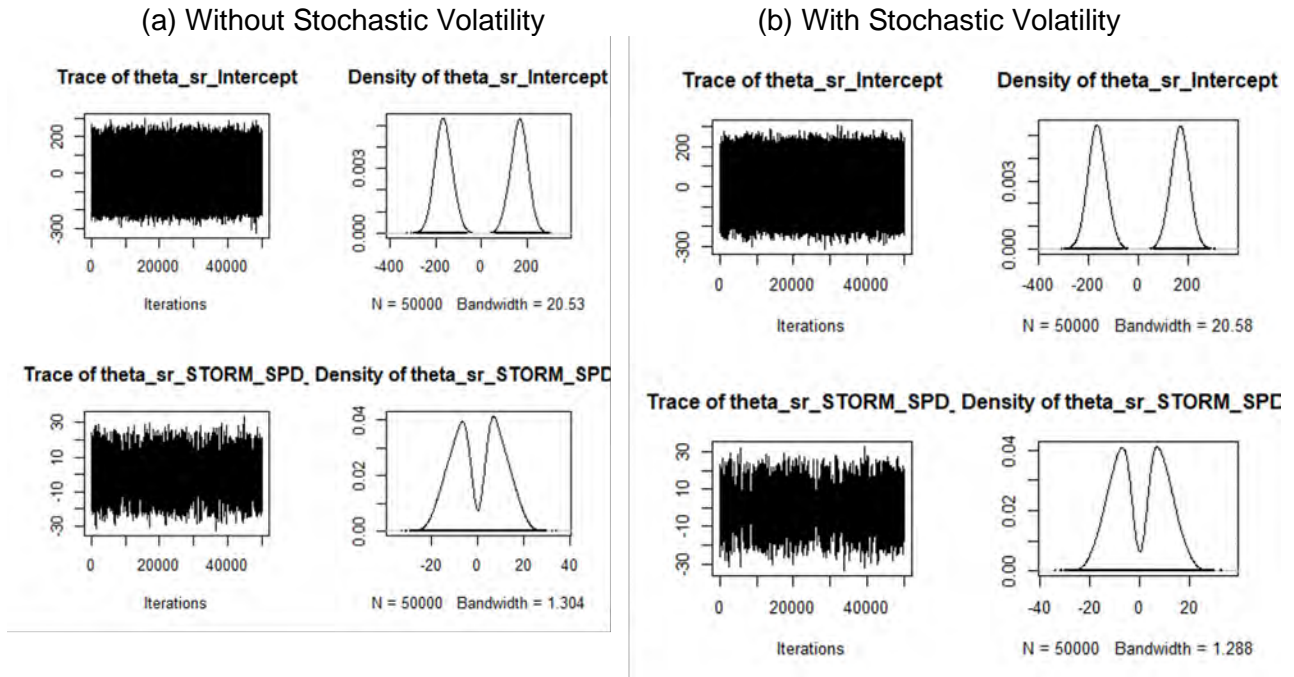 (a) Without Stochastic Volatility
(b) With Stochastic Volatility
Trace of theta_sr_Intercept
Density of theta_sr_Intercept
200
0
-300
0 20000 40000
Iterations
0.003
0.000
-400 -200 0 200
N = 50000 Bandwidth = 20.53
Trace of theta_sr_STORM_SPD_
Density of theta_sr_STORM_SPD
30
10
-10
-30
0 20000 40000
Iterations
0.04
0.02
0.00
-20 0 20 40
N = 50000 Bandwidth = 1.304
Trace of theta_sr_Intercept
Density of theta_sr_Intercept
200
0
-300
0 20000 40000
Iterations
0.003
0.000
-400 -200 0 200
N = 50000 Bandwidth = 20.58
Trace of theta_sr_STORM_SPD_
Density of theta_sr_STORM_SPD
30
10
-10
-30
0 20000 40000
Iterations
0.04
0.02
0.00
-40 -20 0 20
N = 50000 Bandwidth = 1.288